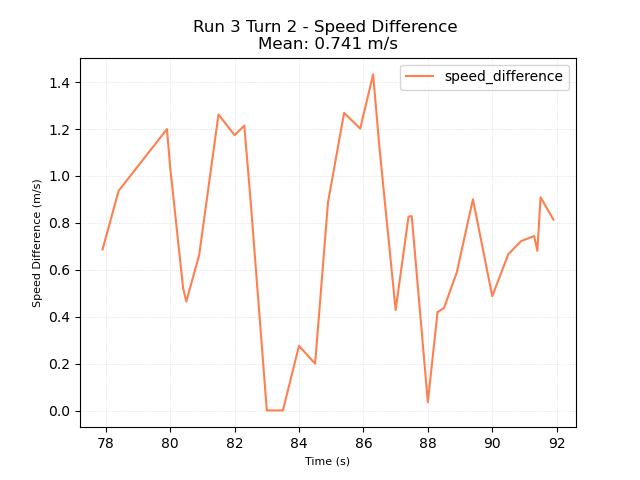 Run 3 Turn 2 - Speed Difference
Mean: 0.741 m/s
speed_difference
Speed Difference (m/s)
1.4
1.2
1.0
0.8
0.6
0.4
0.2
0.0
78 80 82 84 86 88 90 92
Time (s)